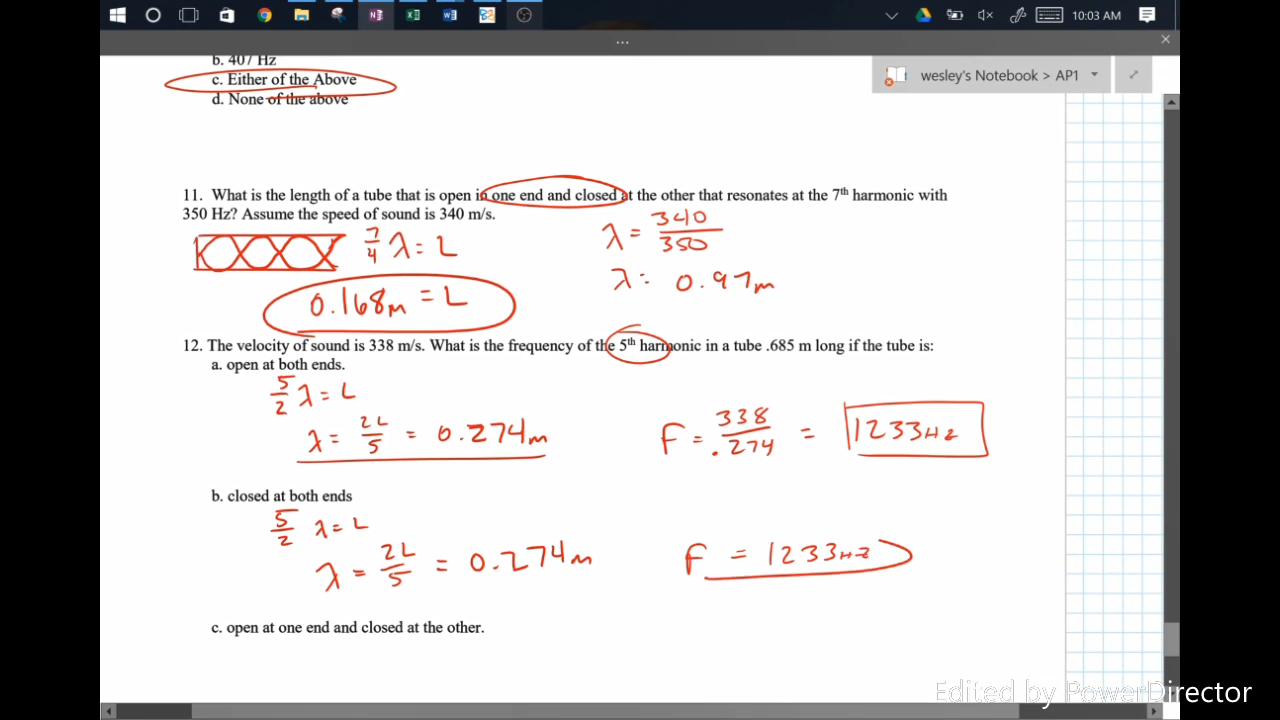 10:03 AM
...
wesley's Notebook > AP1
b. 407 Hz
c. Either of the Above
d. None of the above
11. What is the length of a tube that is open in one end and closed at the other that resonates at the 7th harmonic with
350 Hz? Assume the speed of sound is 340 m/s.
7/4 λ = L
λ = 340/350
λ = 0.97m
0.168m = L
12. The velocity of sound is 338 m/s. What is the frequency of the 5th harmonic in a tube .685 m long if the tube is:
a. open at both ends.
5/2 λ = L
λ = 2L/5 = 0.274m
F = 338/.274 = 1233Hz
b. closed at both ends
5/2 λ = L
λ = 2L/5 = 0.274m
F = 1233Hz
c. open at one end and closed at the other.
Edited by PowerDirector